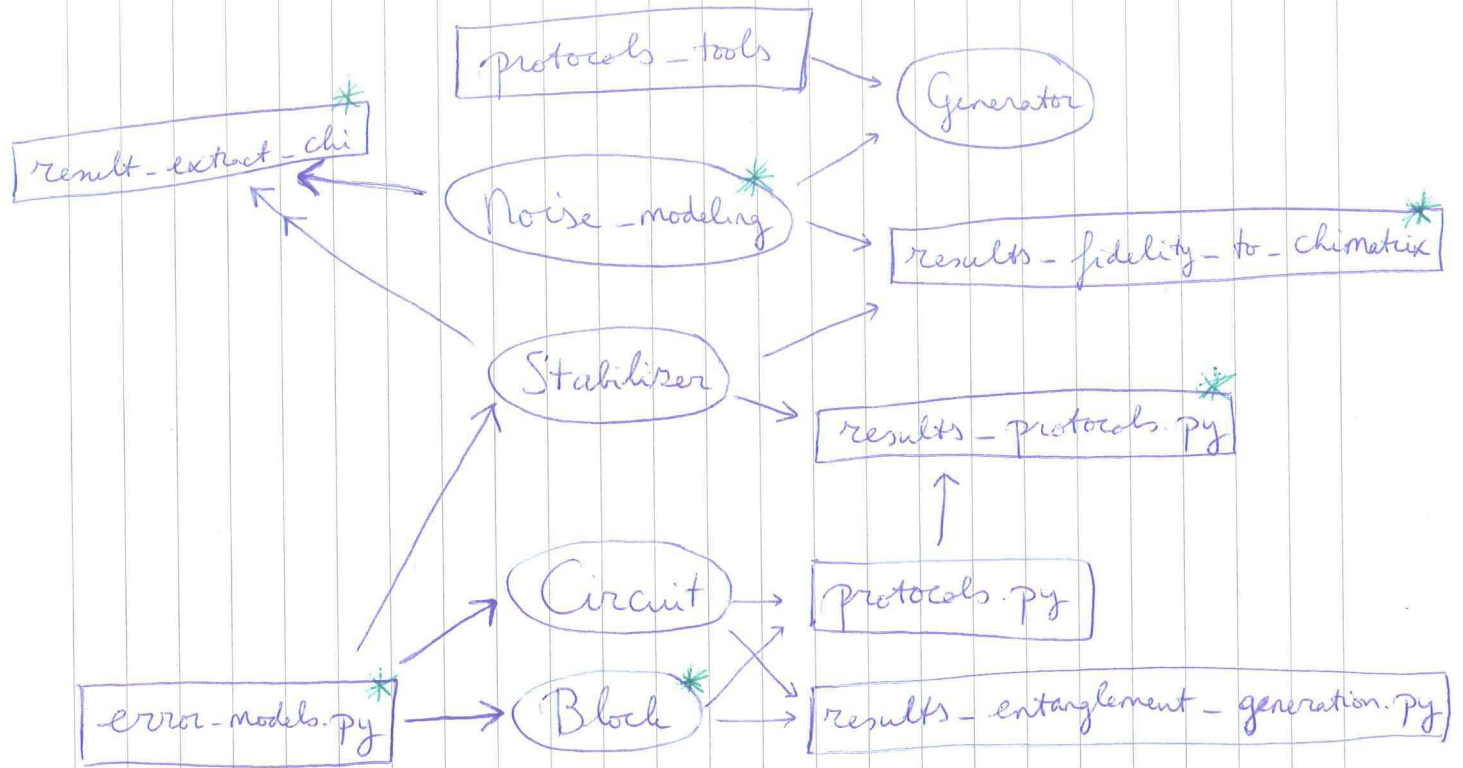 protocols_tools
Generator
result_extract_chi
Noise_modeling
results_fidelity_to_chimatrix
Stabilizer
results_protocols.py
Circuit
protocols.py
error_models.py
Block
results_entanglement_generation.py